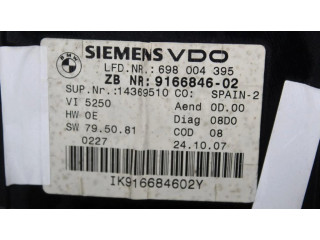 SIEMENS VDO
LFD.NR.:698 004 395
ZB NR:9166846-02
SUP.Nr.:14369510 CO: SPAIN-2
VI 5250 Aend 0D.00
HW 0E Diag 08D0
SW 79.50.81 COD 08
0227 24.10.07
IK916684602Y